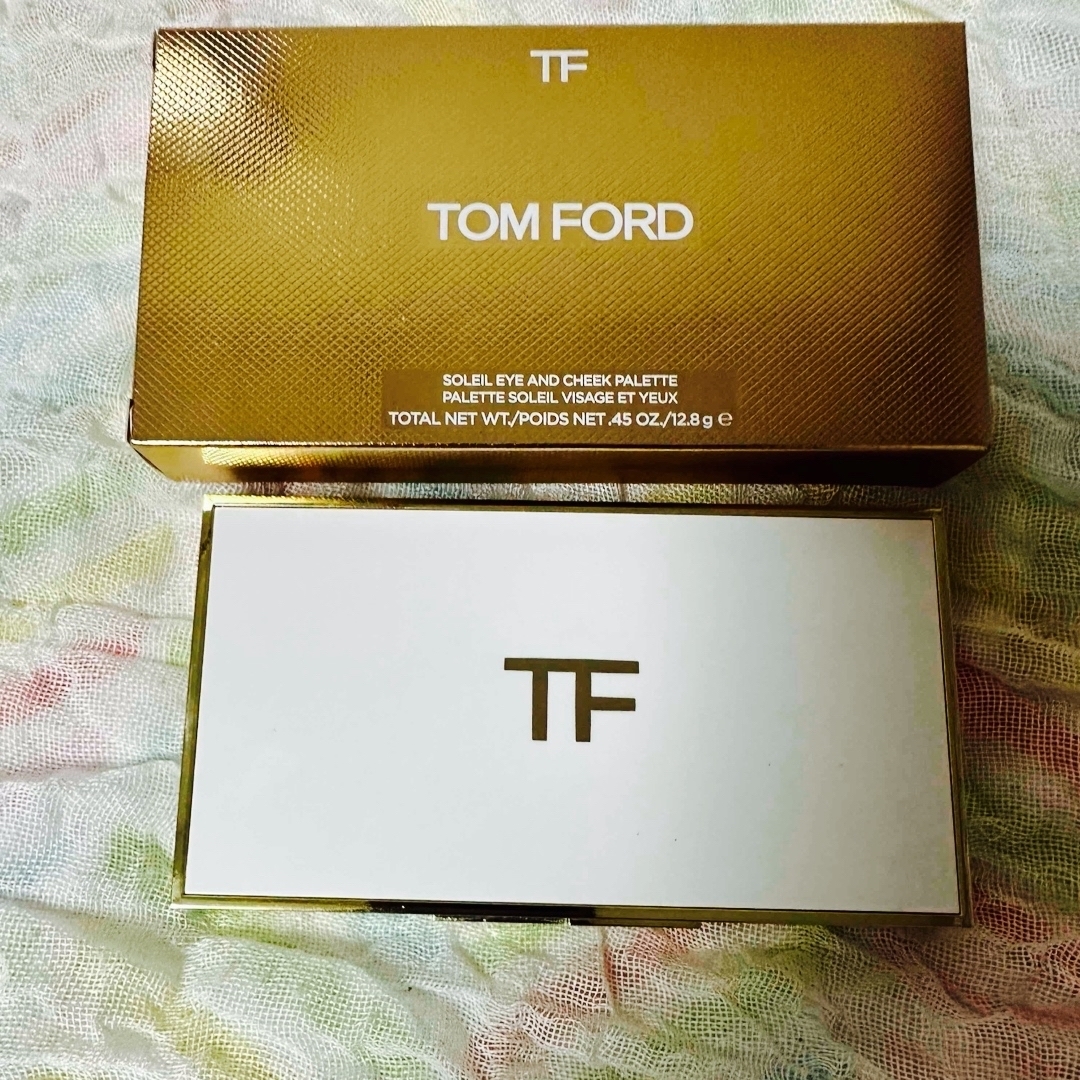 TF
TOM FORD
SOLEIL EYE AND CHEEK PALETTE
PALETTE SOLEIL VISAGE ET YEUX
TOTAL NET WT./POIDS NET .45 OZ./12.8 g ℮
TF